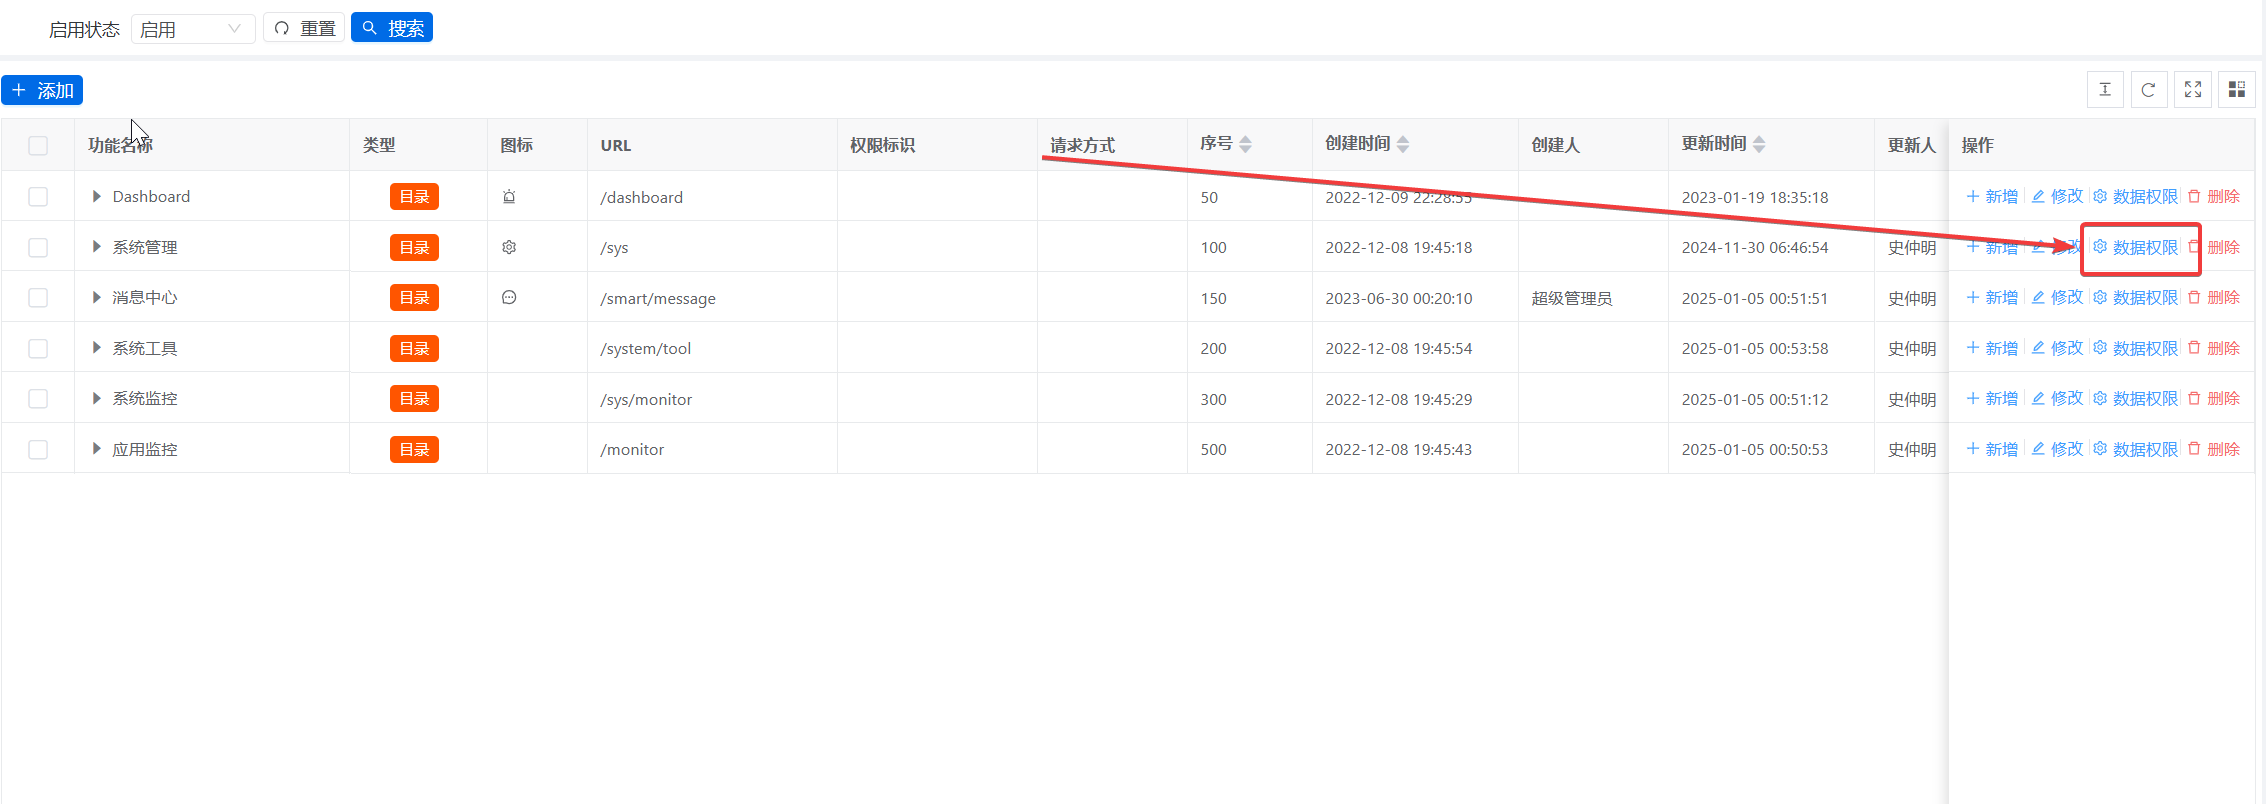 启用状态 启用 重置 搜索
添加
功能名称 类型 图标 URL 权限标识 请求方式 序号 创建时间 创建人 更新时间 更新人 操作
Dashboard 目录 /dashboard 50 2022-12-09 22:28:55 2023-01-19 18:35:18 新增 修改 数据权限 删除
系统管理 目录 /sys 100 2022-12-08 19:45:18 2024-11-30 06:46:54 史仲明 新增 修改 数据权限 删除
消息中心 目录 /smart/message 150 2023-06-30 00:20:10 超级管理员 2025-01-05 00:51:51 史仲明 新增 修改 数据权限 删除
系统工具 目录 /system/tool 200 2022-12-08 19:45:54 2025-01-05 00:53:58 史仲明 新增 修改 数据权限 删除
系统监控 目录 /sys/monitor 300 2022-12-08 19:45:29 2025-01-05 00:51:12 史仲明 新增 修改 数据权限 删除
应用监控 目录 /monitor 500 2022-12-08 19:45:43 2025-01-05 00:50:53 史仲明 新增 修改 数据权限 删除